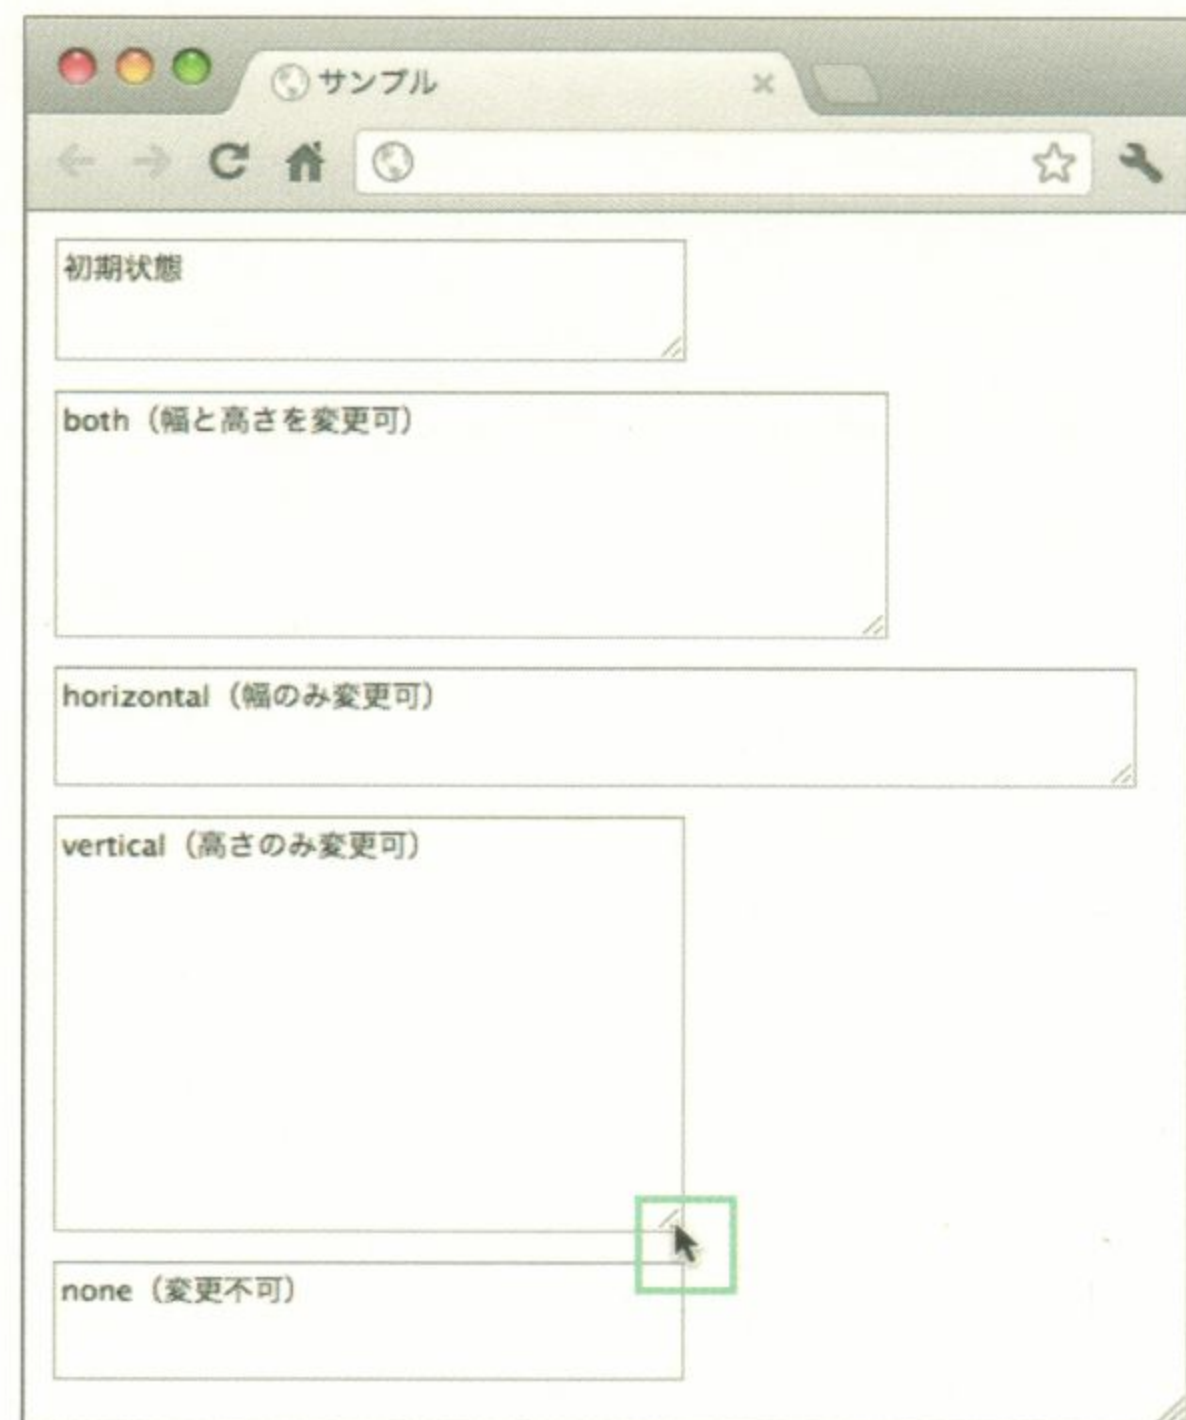 サンプル
初期状態
both（幅と高さを変更可）
horizontal（幅のみ変更可）
vertical（高さのみ変更可）
none（変更不可）